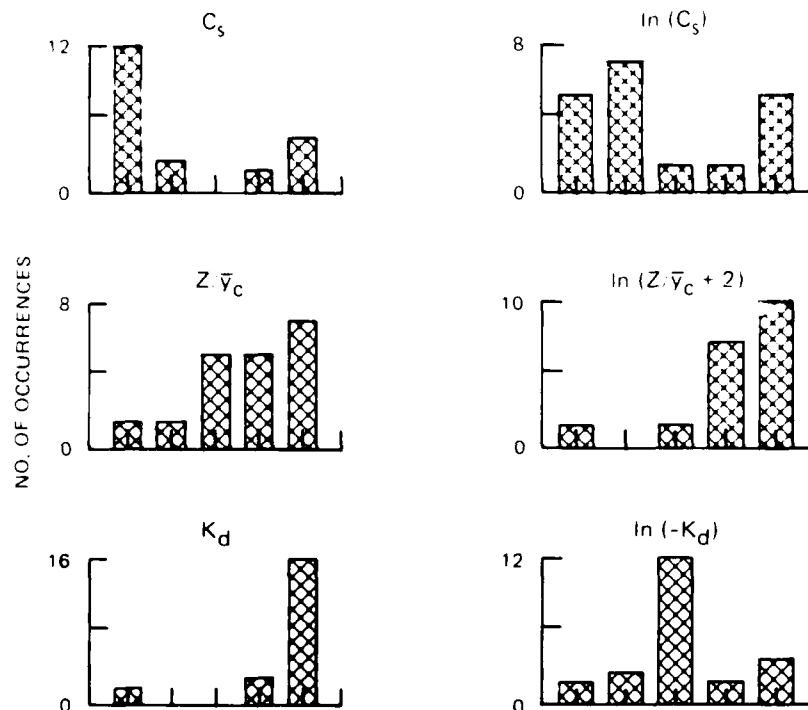 C_s
ln (C_s)
12
0
8
0
NO. OF OCCURRENCES
Z/ȳ_c
ln (Z/ȳ_c + 2)
8
0
10
0
K_d
ln (-K_d)
16
0
12
0